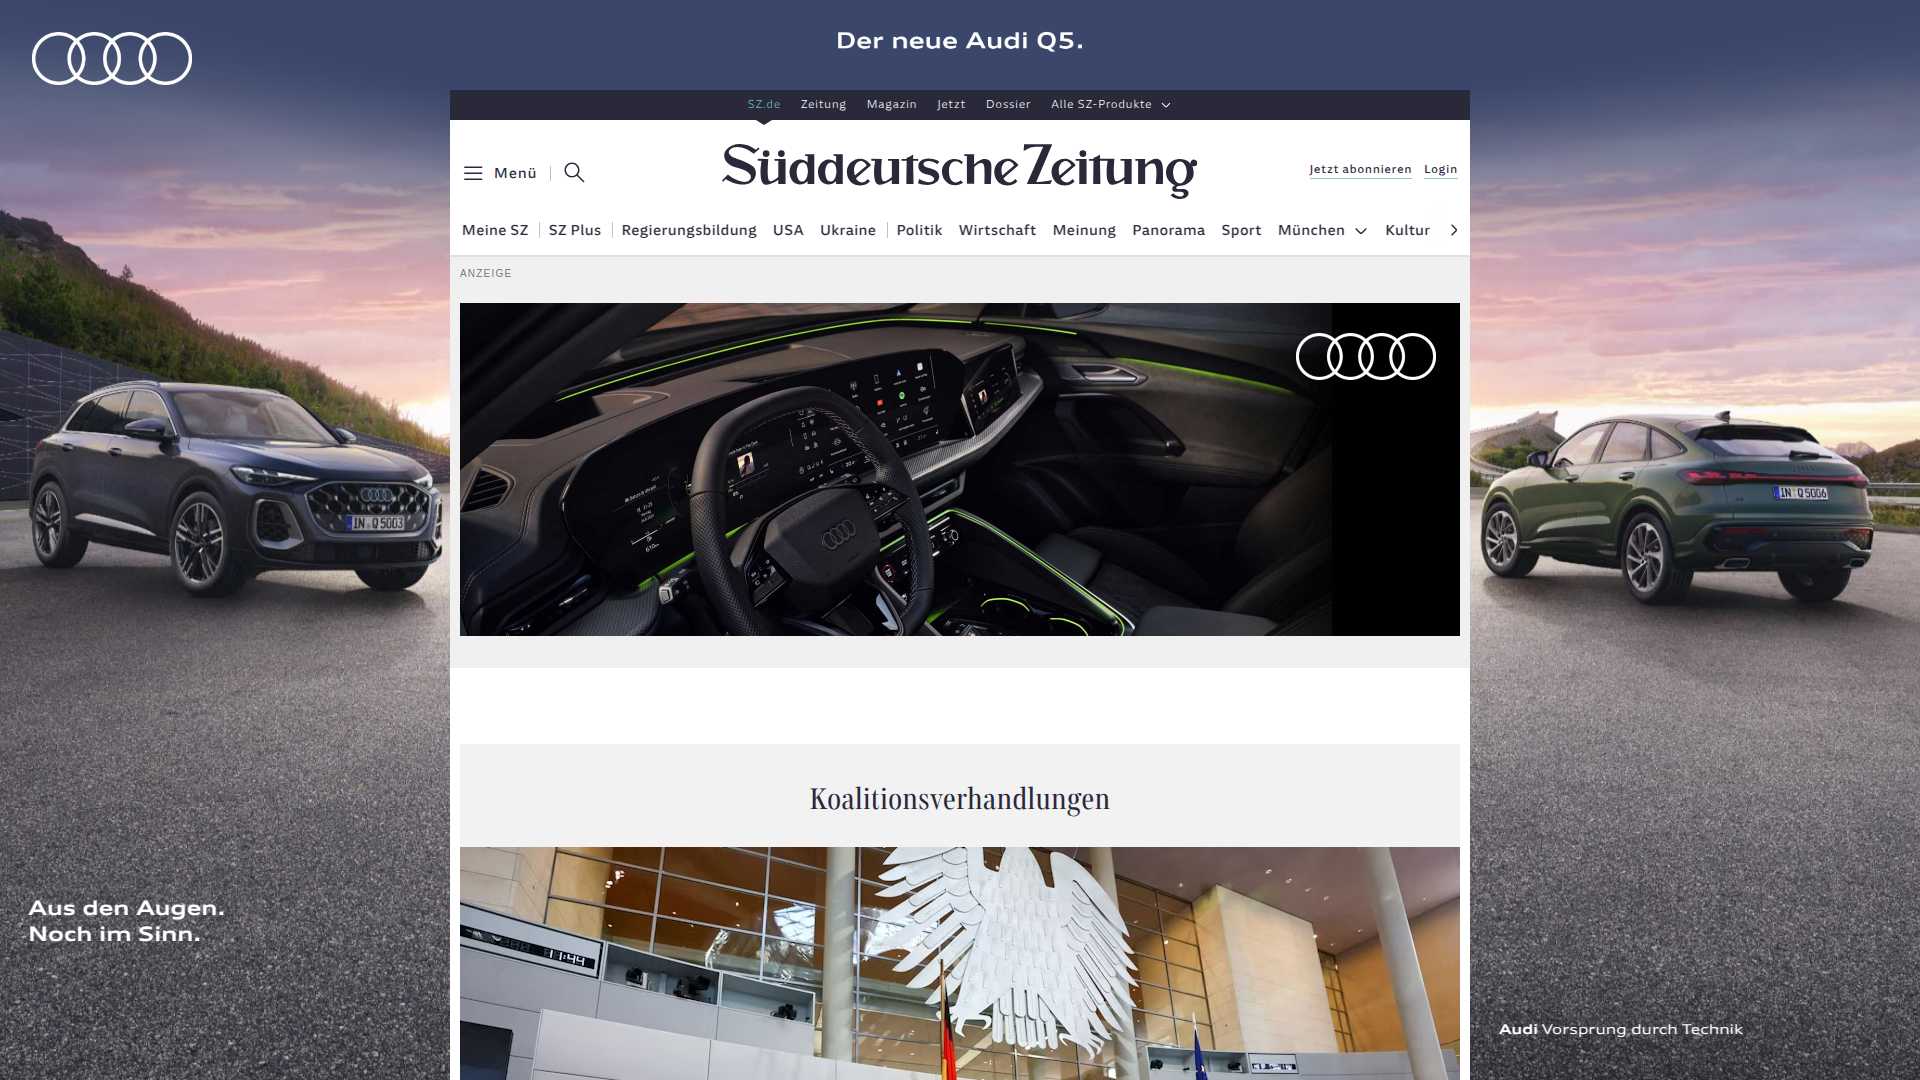 Der neue Audi Q5.
SZ.de Zeitung Magazin Jetzt Dossier Alle SZ-Produkte
Menü
Süddeutsche Zeitung
Jetzt abonnieren Login
Meine SZ SZ Plus Regierungsbildung USA Ukraine Politik Wirtschaft Meinung Panorama Sport München Kultur
ANZEIGE
IN Q 5003
IN Q 5006
Koalitionsverhandlungen
Aus den Augen.
Noch im Sinn.
11:44
Audi Vorsprung durch Technik